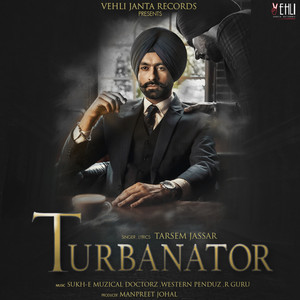 VEHLI JANTA RECORDS
PRESENTS
VEHLI
SINGER / LYRICS TARSEM JASSAR
TURBANATOR
MUSIC SUKH-E MUZICAL DOCTORZ .WESTERN PENDUZ .R GURU
PRODUCER MANPREET JOHAL